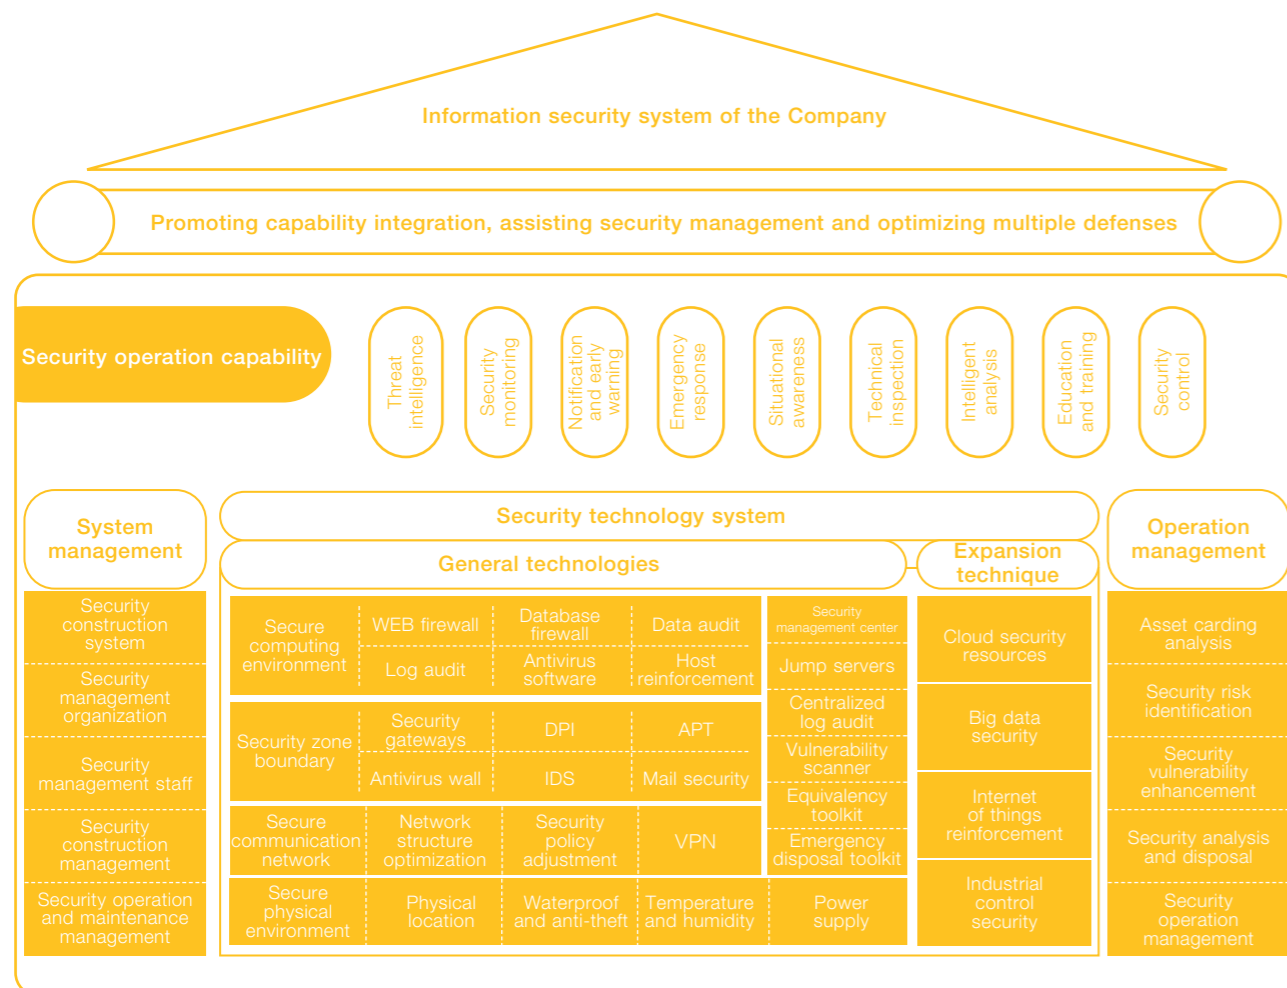 Information security system of the Company
Promoting capability integration, assisting security management and optimizing multiple defenses
Security operation capability
Threat
intelligence
Security
monitoring
Notification
and early
warning
Emergency
response
Situational
awareness
Technical
inspection
Intelligent
analysis
Education
and training
Security
control
System
management
Security
construction
system
Security
management
organization
Security
management staff
Security
construction
management
Security operation
and maintenance
management
Security technology system
General technologies
Secure
computing
environment
WEB firewall
Database
firewall
Data audit
Log audit
Antivirus
software
Host
reinforcement
Security zone
boundary
Security
gateways
DPI
APT
Antivirus wall
IDS
Mail security
Secure
communication
network
Network
structure
optimization
Security
policy
adjustment
VPN
Secure
physical
environment
Physical
location
Waterproof
and anti-theft
Temperature
and humidity
Power
supply
Security
management center
Jump servers
Centralized
log audit
Vulnerability
scanner
Equivalency
toolkit
Emergency
disposal toolkit
Expansion
technique
Cloud security
resources
Big data
security
Internet
of things
reinforcement
Industrial
control
security
Operation
management
Asset carding
analysis
Security risk
identification
Security
vulnerability
enhancement
Security analysis
and disposal
Security
operation
management